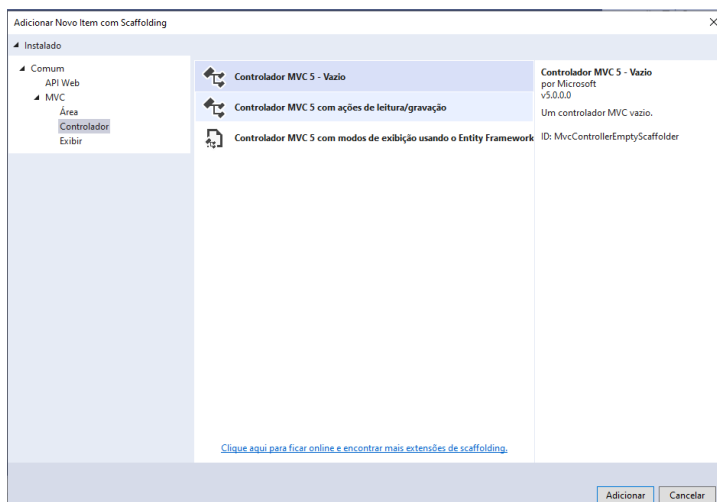 Adicionar Novo Item com Scaffolding
Instalado
Comum
API Web
MVC
Área
Controlador
Exibir
Controlador MVC 5 - Vazio
Controlador MVC 5 com ações de leitura/gravação
Controlador MVC 5 com modos de exibição usando o Entity Framework
Clique aqui para ficar online e encontrar mais extensões de scaffolding.
Controlador MVC 5 - Vazio
por Microsoft
v5.0.0.0
Um controlador MVC vazio.
ID: MvcControllerEmptyScaffolder
Adicionar
Cancelar